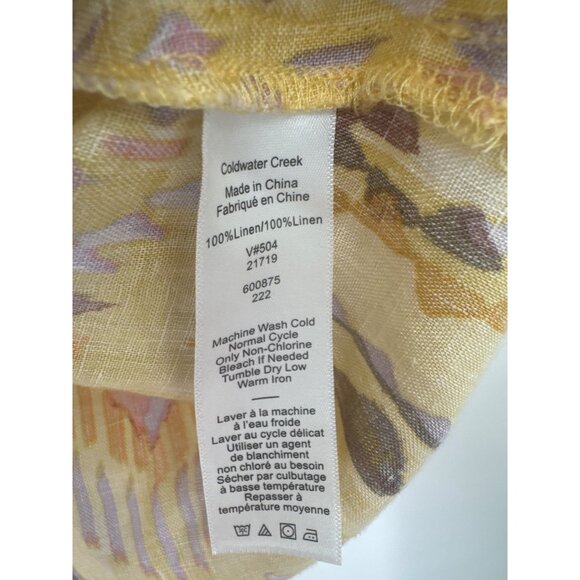 Coldwater Creek
Made in China
Fabriqué en Chine
100%Linen/100%Linen
V#504
21719
600875
222
Machine Wash Cold
Normal Cycle
Only Non-Chlorine
Bleach If Needed
Tumble Dry Low
Warm Iron
Laver à la machine
à l'eau froide
Laver au cycle délicat
Utiliser un agent
de blanchiment
non chloré au besoin
Sécher par culbutage
à basse température
Repasser à
température moyenne